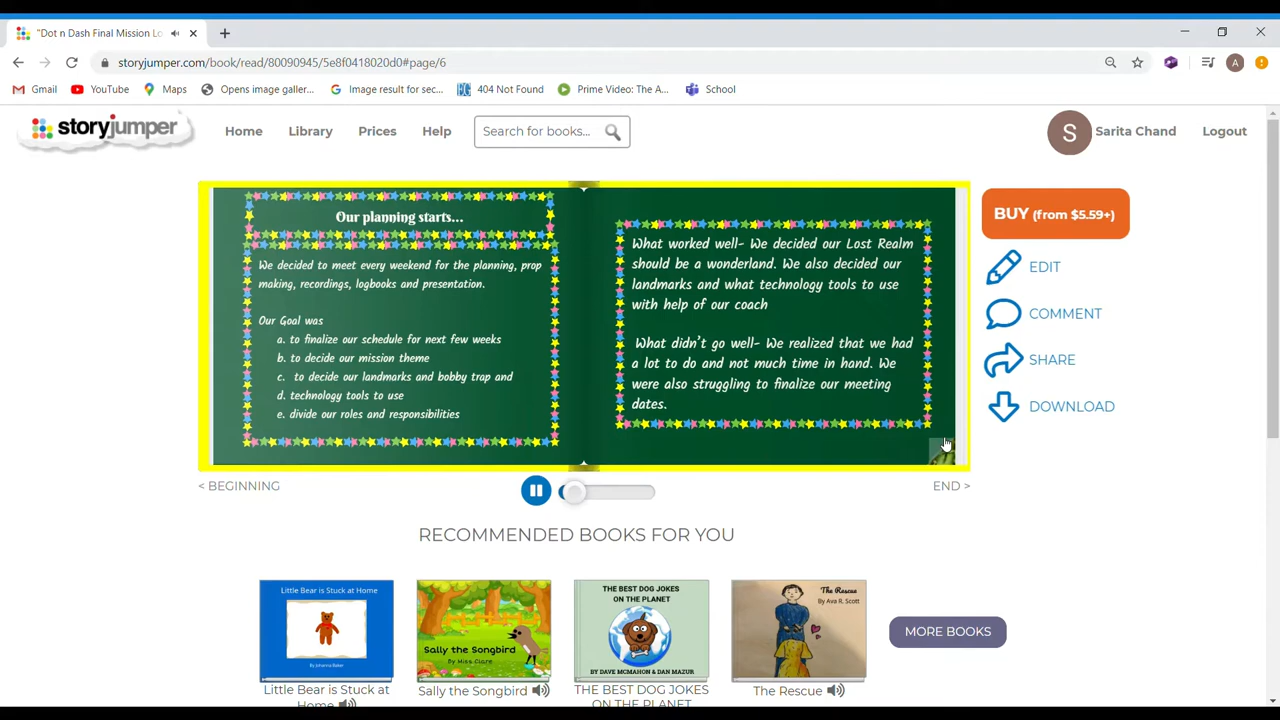 "Dot n Dash Final Mission Lo
storyjumper.com/book/read/80090945/5e8f0418020d0#page/6
A
Gmail
YouTube
Maps
Opens image galler...
Image result for sec...
404 Not Found
Prime Video: The A...
School
storyjumper
Home
Library
Prices
Help
Search for books...
S
Sarita Chand
Logout
Our planning starts...
We decided to meet every weekend for the planning, prop
making, recordings, logbooks and presentation.
Our Goal was
a. to finalize our schedule for next few weeks
b. to decide our mission theme
c. to decide our landmarks and bobby trap and
d. technology tools to use
e. divide our roles and responsibilities
What worked well- We decided our Lost Realm
should be a wonderland. We also decided our
landmarks and what technology tools to use
with help of our coach
What didn't go well- We realized that we had
a lot to do and not much time in hand. We
were also struggling to finalize our meeting
dates.
BUY (from $5.59+)
EDIT
COMMENT
SHARE
DOWNLOAD
< BEGINNING
END >
RECOMMENDED BOOKS FOR YOU
Little Bear is Stuck at Home
By Johanna Baker
Little Bear is Stuck at
Home
Sally the Songbird
By Miss Clare
Sally the Songbird
THE BEST DOG JOKES
ON THE PLANET
BY DAVE MCMAHON & DAN MAZUR
THE BEST DOG JOKES
ON THE PLANET
The Rescue
By Ava R. Scott
The Rescue
MORE BOOKS